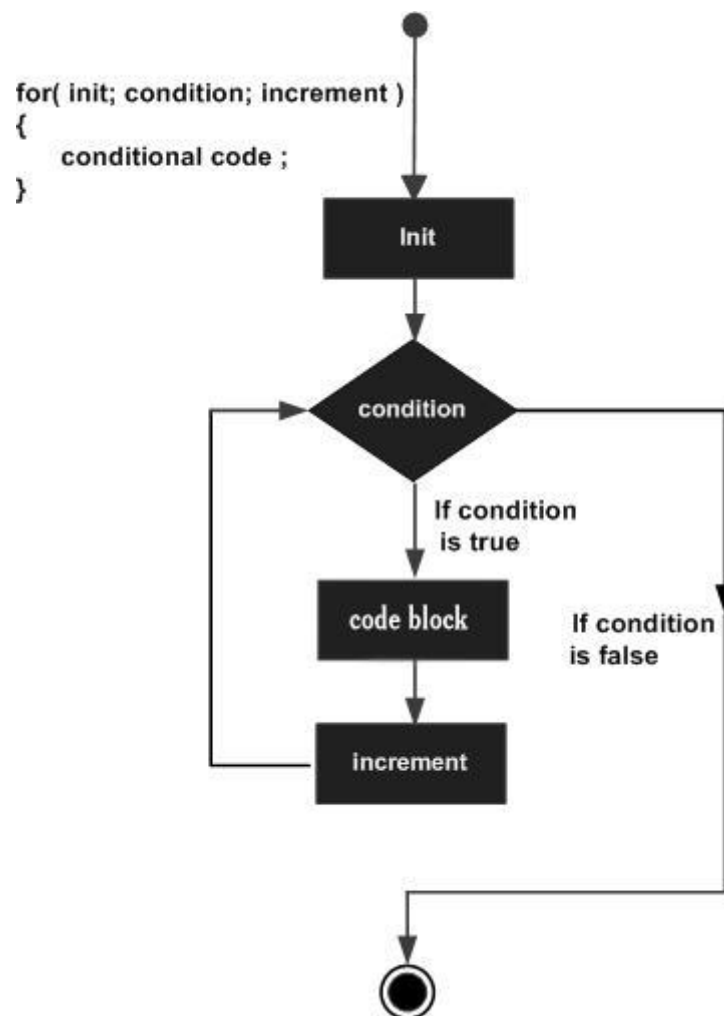 for( init; condition; increment )
{
conditional code ;
}
Init
condition
If condition
is true
code block
If condition
is false
increment